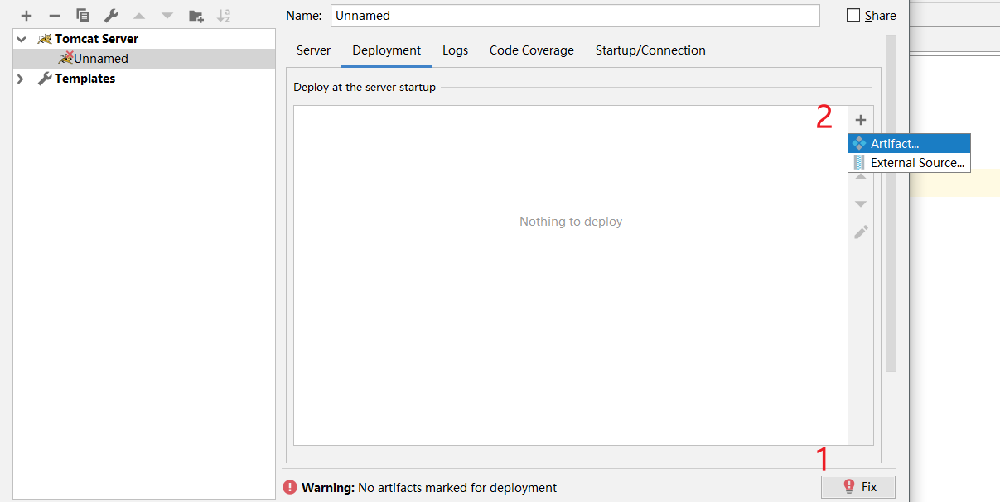 Name: Unnamed Share
Tomcat Server
Unnamed
Templates
Server Deployment Logs Code Coverage Startup/Connection
Deploy at the server startup
2
Artifact...
External Source...
Nothing to deploy
1
Warning: No artifacts marked for deployment
Fix